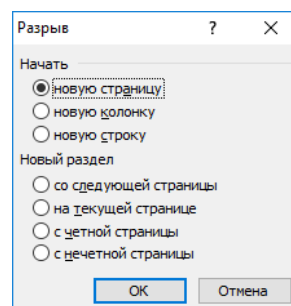 Разрыв ? ×
Начать
новую страницу
новую колонку
новую строку
Новый раздел
со следующей страницы
на текущей странице
с четной страницы
с нечетной страницы
ОК Отмена